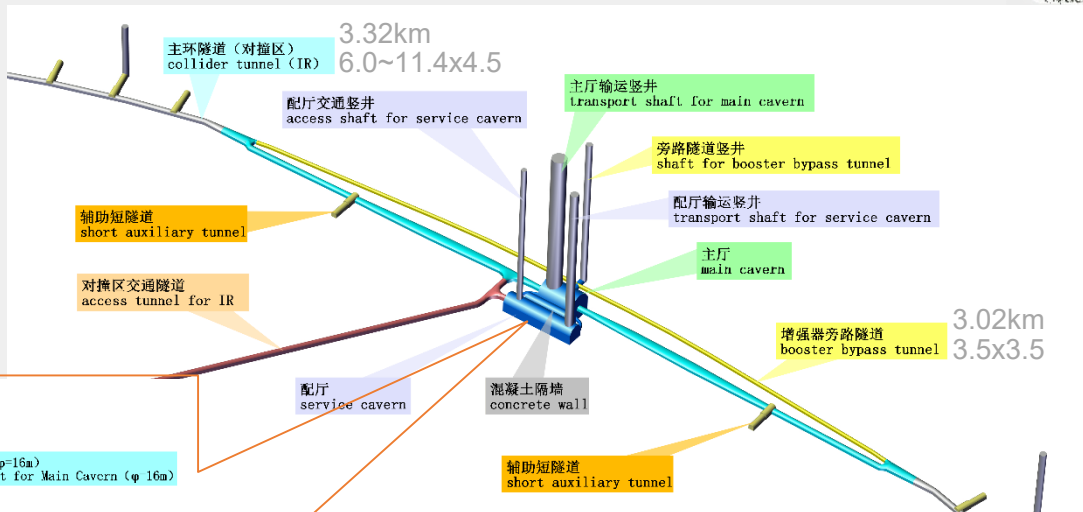 主环隧道（对撞区）
collider tunnel (IR)
3.32km
6.0~11.4x4.5
配厅交通竖井
access shaft for service cavern
主厅输运竖井
transport shaft for main cavern
旁路隧道竖井
shaft for booster bypass tunnel
配厅输运竖井
transport shaft for service cavern
辅助短隧道
short auxiliary tunnel
主厅
main cavern
对撞区交通隧道
access tunnel for IR
增强器旁路隧道
booster bypass tunnel
3.02km
3.5x3.5
配厅
service cavern
混凝土隔墙
concrete wall
=16m)
t for Main Cavern (φ 16m)
辅助短隧道
short auxiliary tunnel